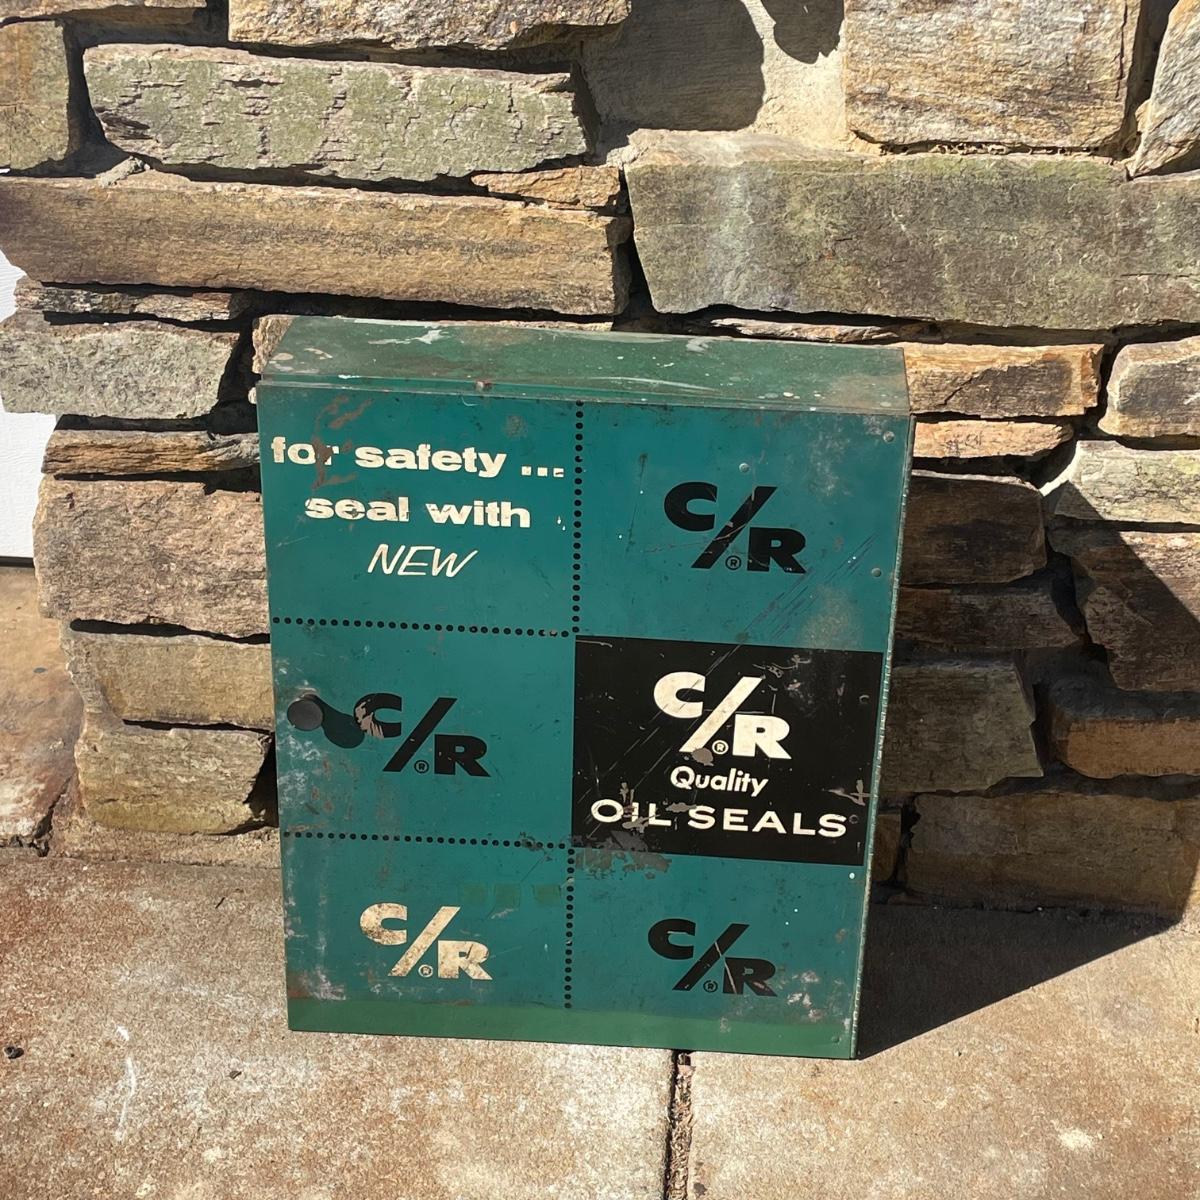 for safety ...
seal with
NEW
C/R®
C/R®
C/R®
Quality
OIL SEALS
C/R®
C/R®